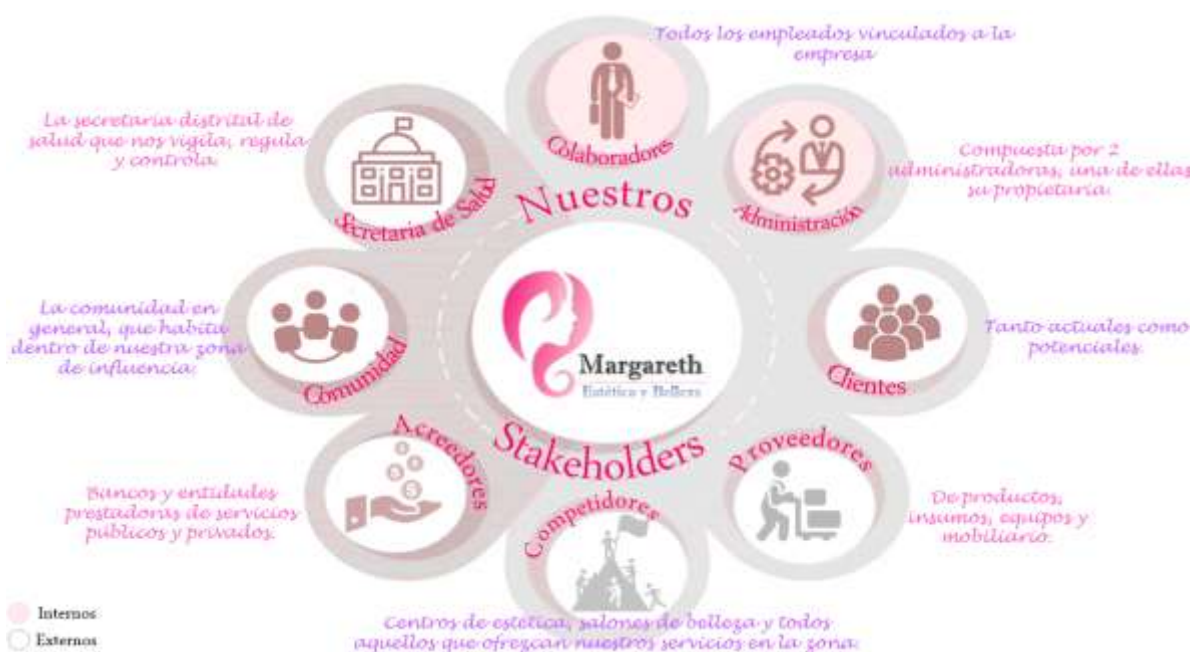 Todos los empleados vinculados a la
empresa
Colaboradores
La secretaria distrital de
salud que nos vigila, regula
y controla.
Secretaria de Salud
Compuesta por 2
administradoras, una de ellas
su propietaria.
Administración
Nuestros
Stakeholders
Margareth
Estética y Belleza
La comunidad en
general, que habita
dentro de nuestra zona
de influencia.
Comunidad
Tanto actuales como
potenciales.
Clientes
Acreedores
Bancos y entidades
prestadoras de servicios
públicos y privados.
Proveedores
De productos,
insumos, equipos y
mobiliario.
Competidores
Centros de estética, salones de belleza y todos
aquellos que ofrezcan nuestros servicios en la zona.
Internos
Externos